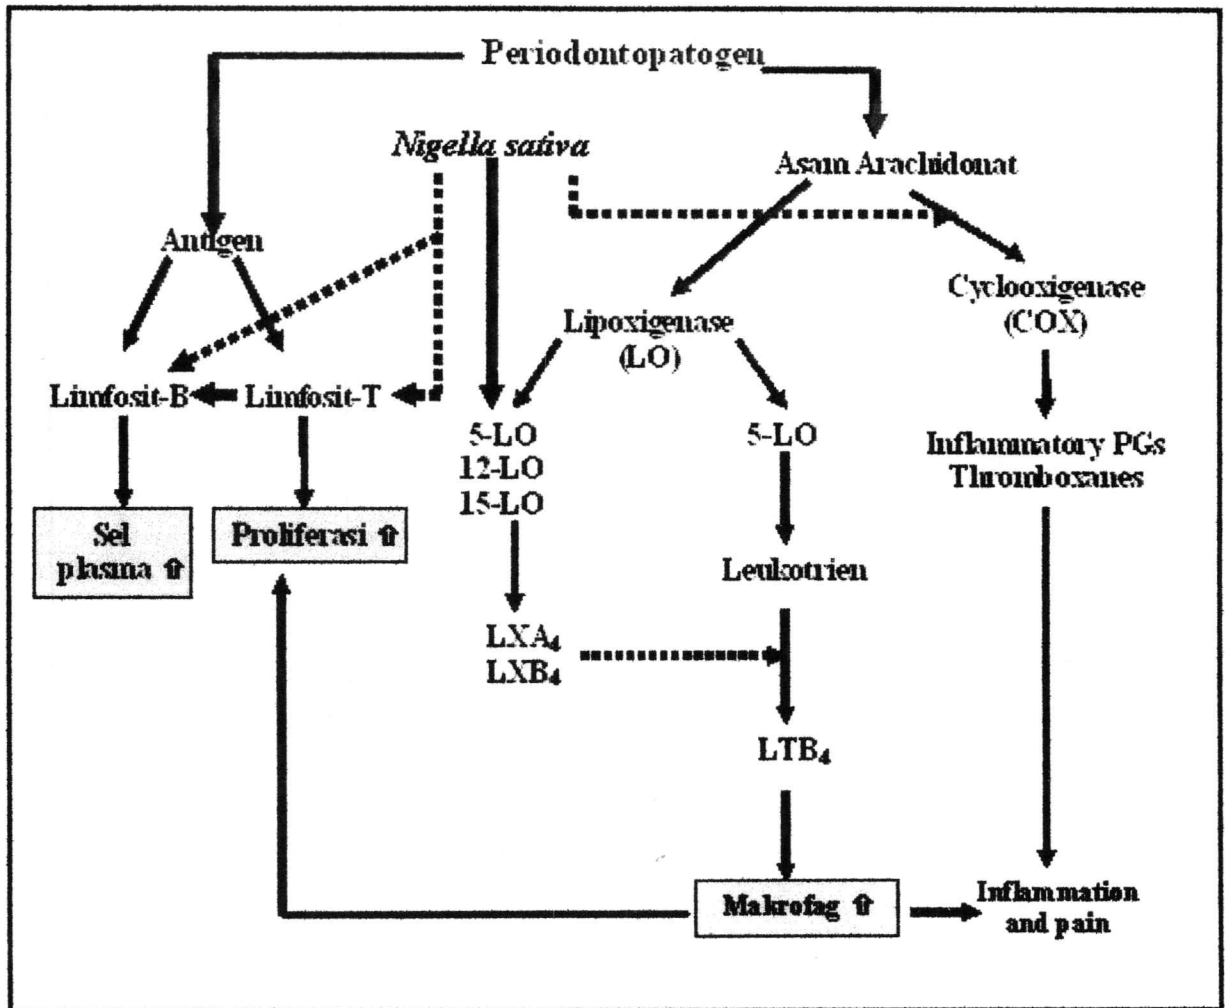 Periodontopatogen
Nigella sativa
Asam Arachidonat
Antigen
Cyclooxigenase
(COX)
Lipoxigenase
(LO)
Limfosit-B
Limfosit-T
5-LO
12-LO
15-LO
5-LO
Inflammatory PGs
Thromboxanes
Sel
plasma ⇧
Proliferasi ⇧
Leukotrien
LXA₄
LXB₄
LTB₄
Makrofag ⇧
Inflammation
and pain